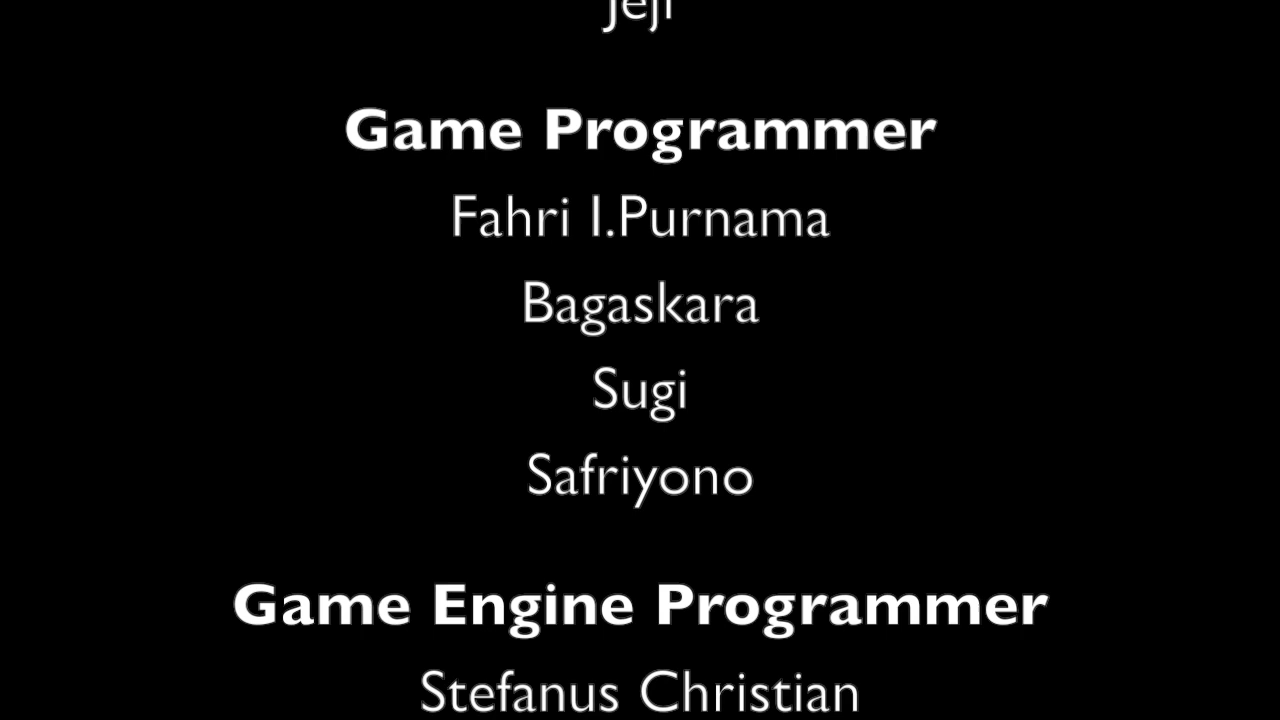 Jeji
Game Programmer
Fahri I.Purnama
Bagaskara
Sugi
Safriyono
Game Engine Programmer
Stefanus Christian